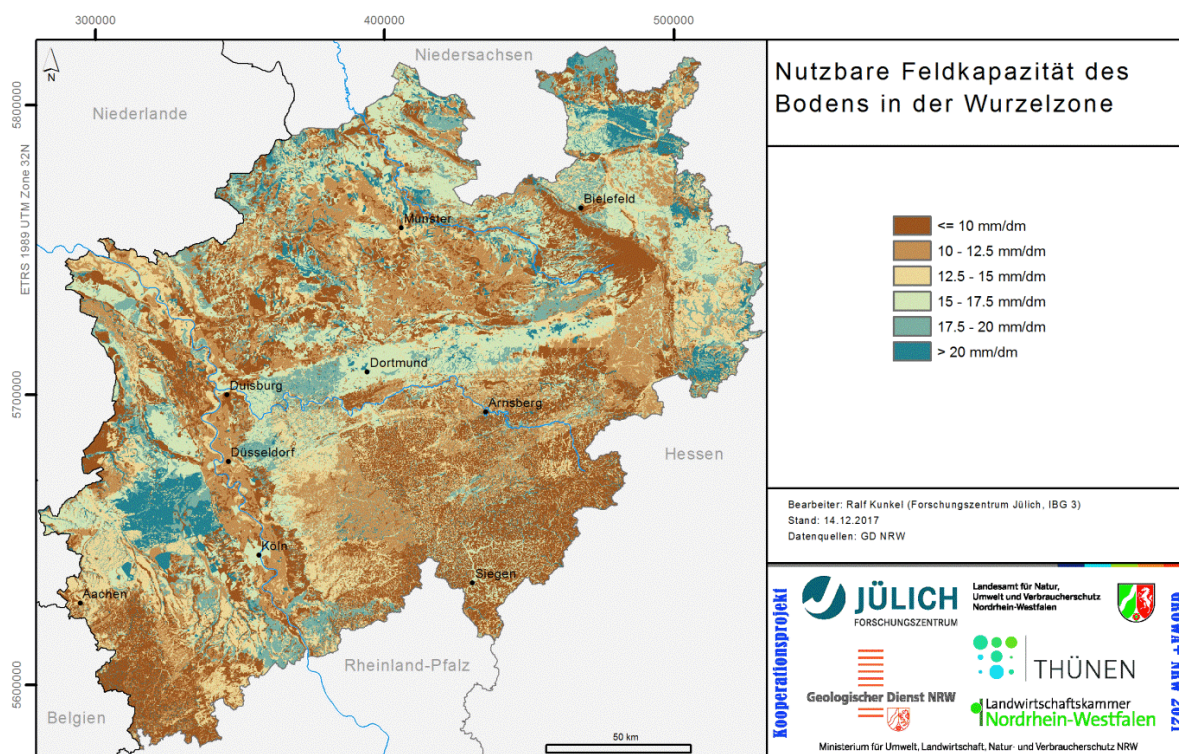 300000
400000
500000
Niedersachsen
Niederlande
5800000
ETRS 1989 UTM Zone 32N
5700000
5600000
N
Bielefeld
Münster
Dortmund
Duisburg
Arnsberg
Düsseldorf
Hessen
Köln
Siegen
Aachen
Rheinland-Pfalz
Belgien
50 km
Nutzbare Feldkapazität des
Bodens in der Wurzelzone
<= 10 mm/dm
10 - 12.5 mm/dm
12.5 - 15 mm/dm
15 - 17.5 mm/dm
17.5 - 20 mm/dm
> 20 mm/dm
Bearbeiter: Ralf Kunkel (Forschungszentrum Jülich, IBG 3)
Stand: 14.12.2017
Datenquellen: GD NRW
Kooperationsprojekt
JÜLICH
FORSCHUNGSZENTRUM
Landesamt für Natur,
Umwelt und Verbraucherschutz
Nordrhein-Westfalen
THÜNEN
Geologischer Dienst NRW
Landwirtschaftskammer
Nordrhein-Westfalen
NRW 2021
Ministerium für Umwelt, Landwirtschaft, Natur- und Verbraucherschutz NRW